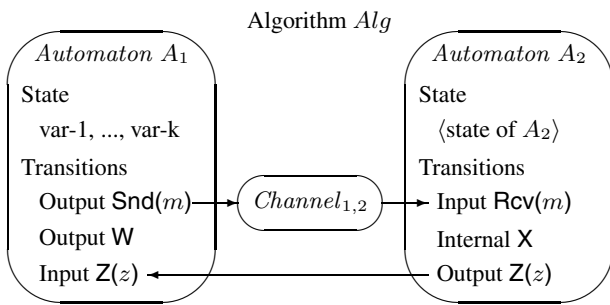 Algorithm Alg
Automaton A₁
State
var-1, ..., var-k
Transitions
Output Snd(m)
Output W
Input Z(z)
Channel₁,₂
Automaton A₂
State
⟨state of A₂⟩
Transitions
Input Rcv(m)
Internal X
Output Z(z)